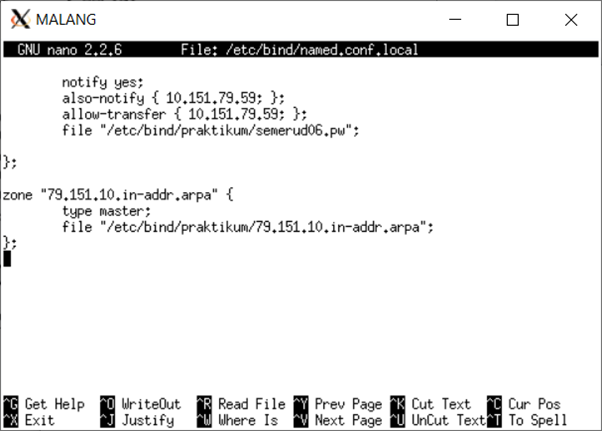 MALANG
GNU nano 2.2.6 File: /etc/bind/named.conf.local
notify yes;
also-notify { 10.151.79.59; };
allow-transfer { 10.151.79.59; };
file "/etc/bind/praktikum/semerud06.pw";
};
zone "79.151.10.in-addr.arpa" {
type master;
file "/etc/bind/praktikum/79.151.10.in-addr.arpa";
};
^G Get Help ^O WriteOut ^R Read File ^Y Prev Page ^K Cut Text ^C Cur Pos
^X Exit ^J Justify ^W Where Is ^V Next Page ^U UnCut Text ^T To Spell